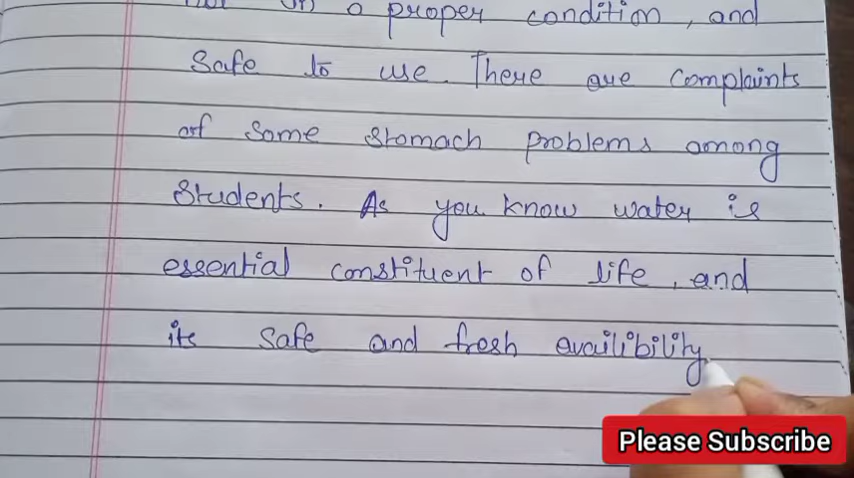 a proper condition, and
safe to use. There are complaints
of some stomach problems among
students. As you know water is
essential constituent of life, and
its safe and fresh availibility
Please Subscribe